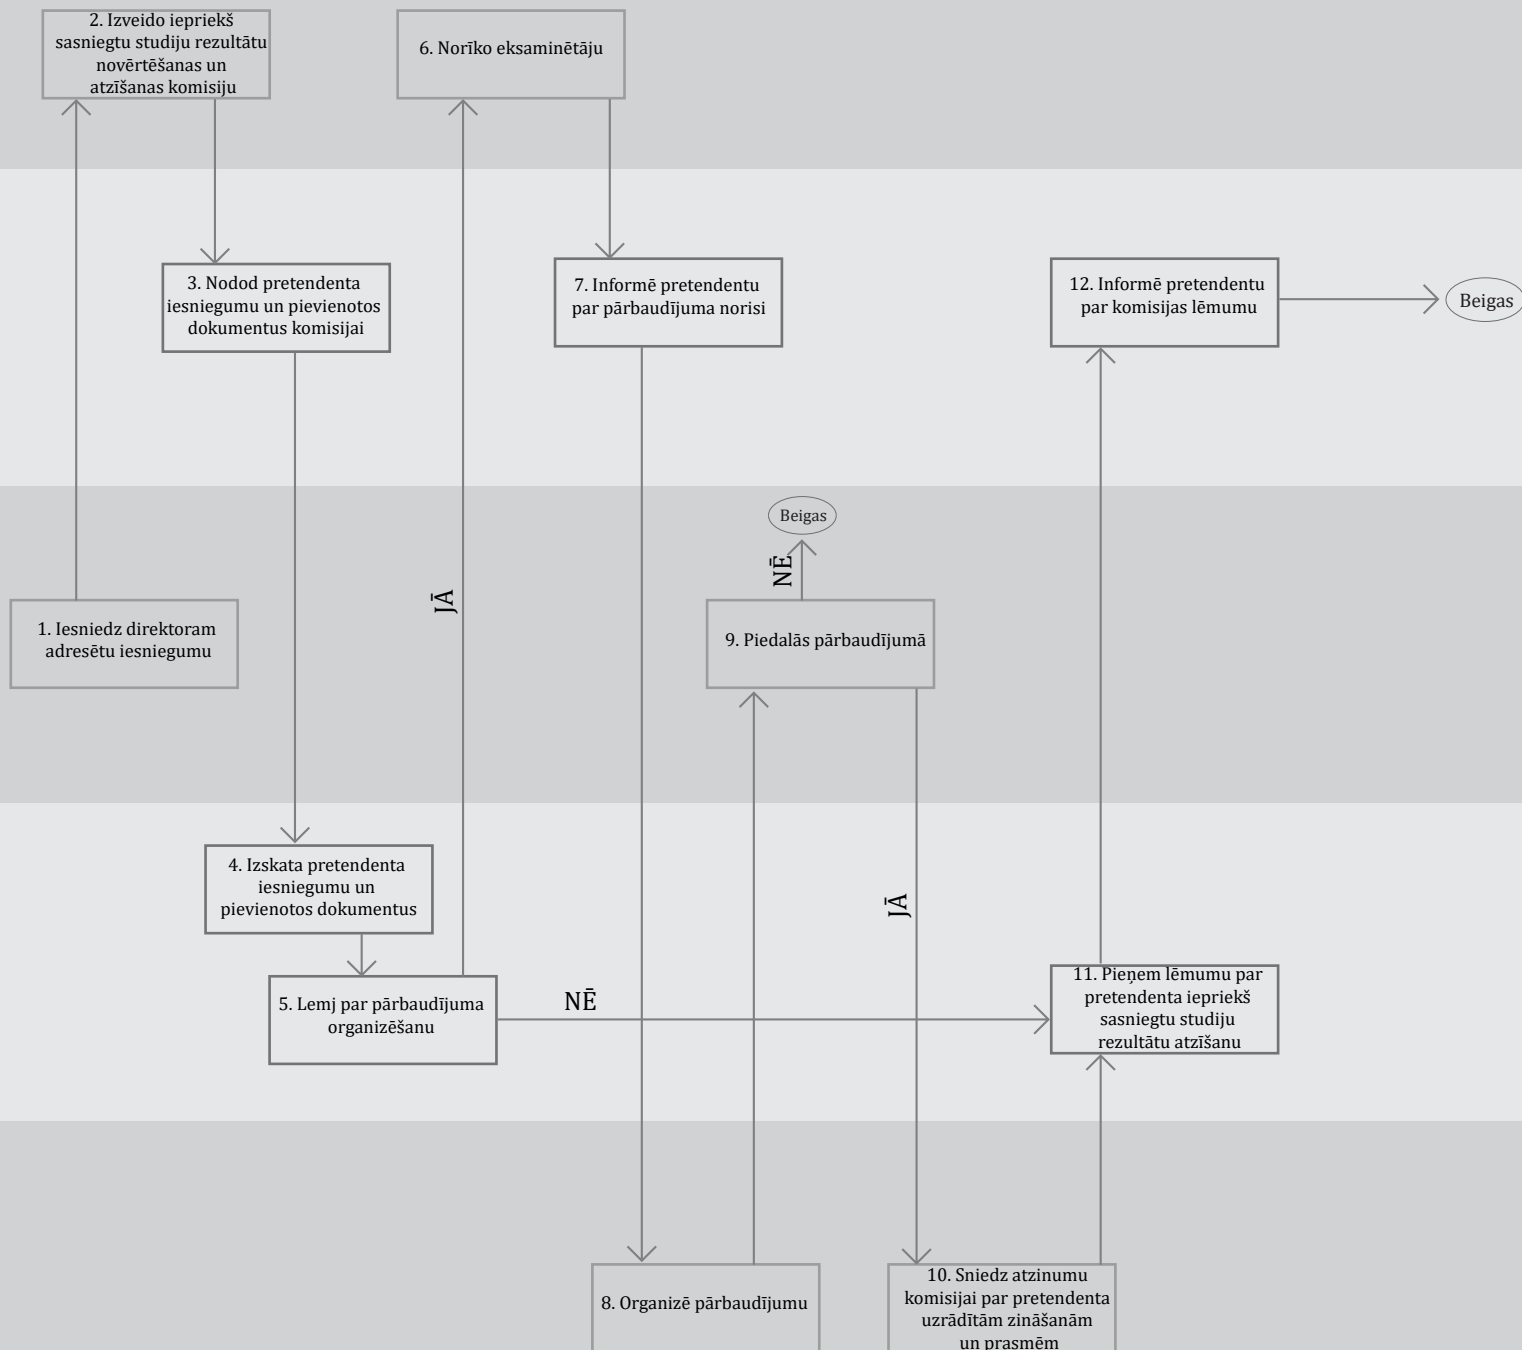 2. Izveido iepriekš
sasniegtu studiju rezultātu
novērtēšanas un
atzīšanas komisiju
6. Norīko eksaminētāju
3. Nodod pretendenta
iesniegumu un pievienotos
dokumentus komisijai
7. Informē pretendentu
par pārbaudījuma norisi
12. Informē pretendentu
par komisijas lēmumu
Beigas
Beigas
NĒ
JĀ
1. Iesniedz direktoram
adresētu iesniegumu
9. Piedalās pārbaudījumā
4. Izskata pretendenta
iesniegumu un
pievienotos dokumentus
JĀ
5. Lemj par pārbaudījuma
organizēšanu
NĒ
11. Pieņem lēmumu par
pretendenta iepriekš
sasniegtu studiju
rezultātu atzīšanu
8. Organizē pārbaudījumu
10. Sniedz atzinumu
komisijai par pretendenta
uzrādītām zināšanām
un prasmēm